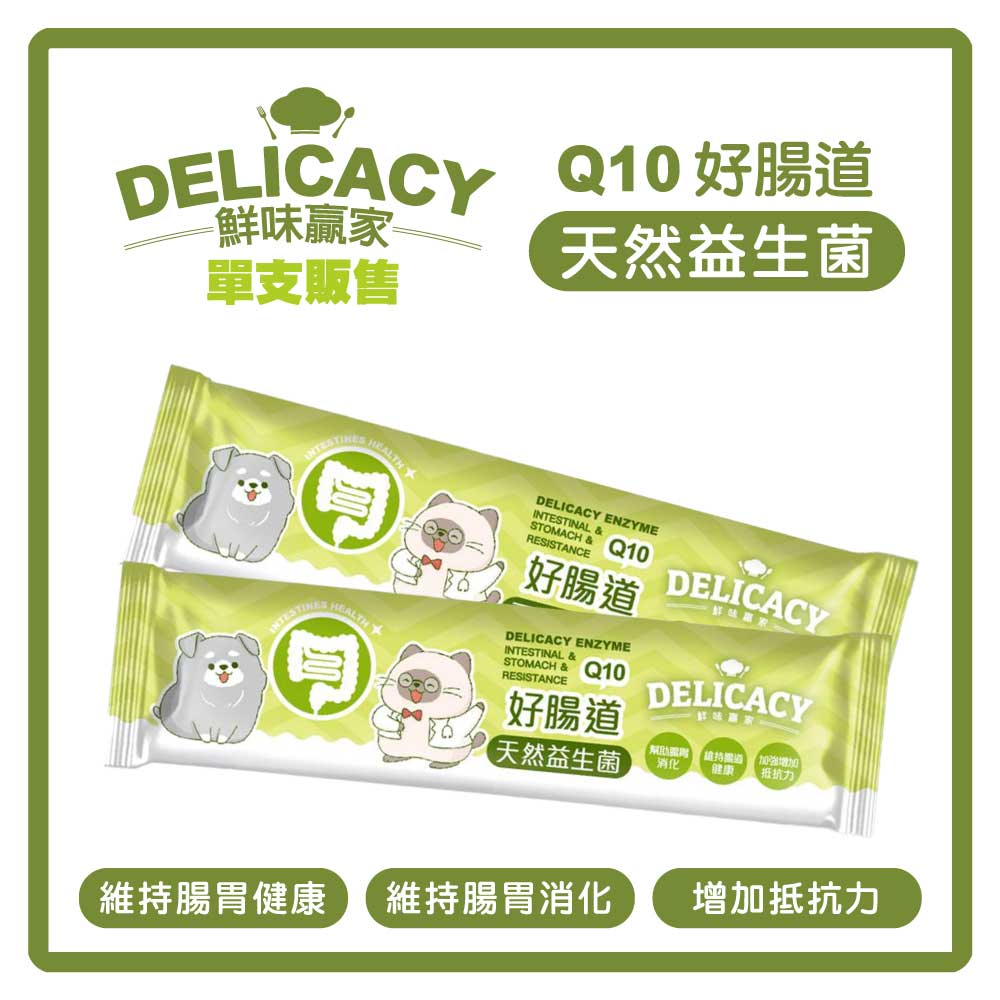 DELICACY
鮮味贏家
單支販售
Q10 好腸道
天然益生菌
INTESTINES HEALTH
DELICACY ENZYME
INTESTINAL &
STOMACH &
RESISTANCE
Q10
好腸道
DELICACY
鮮味贏家
INTESTINES HEALTH
DELICACY ENZYME
INTESTINAL &
STOMACH &
RESISTANCE
Q10
好腸道
天然益生菌
DELICACY
鮮味贏家
幫助腸胃
消化
維持腸道
健康
加強增加
抵抗力
維持腸胃健康
維持腸胃消化
增加抵抗力